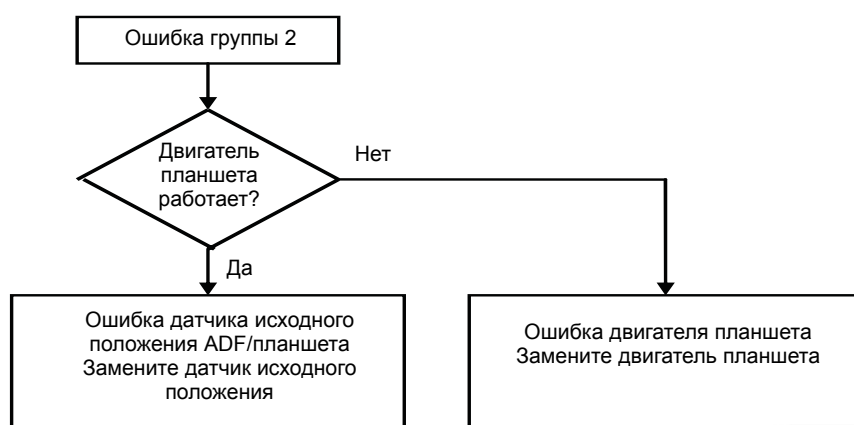 Ошибка группы 2
Двигатель
планшета
работает?
Нет
Да
Ошибка датчика исходного
положения ADF/планшета
Замените датчик исходного
положения
Ошибка двигателя планшета
Замените двигатель планшета